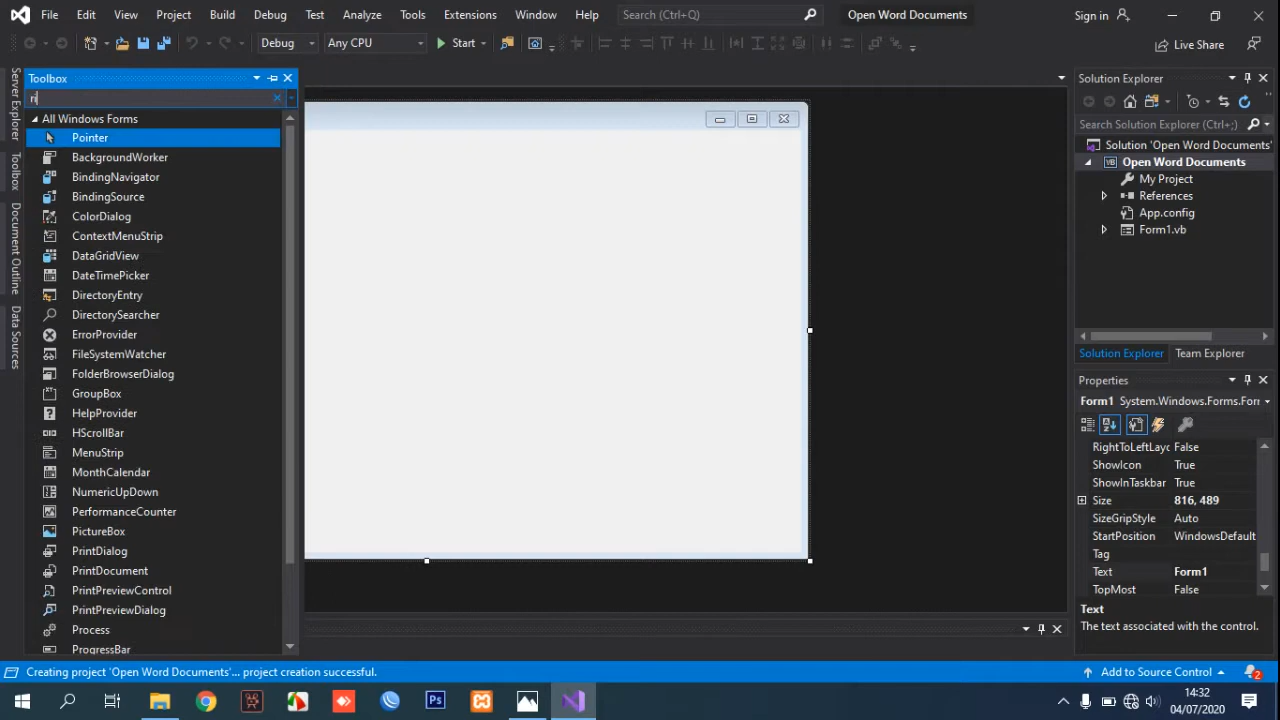 File Edit View Project Build Debug Test Analyze Tools Extensions Window Help Search (Ctrl+Q) Open Word Documents Sign in
Debug Any CPU Start Live Share
Server Explorer
Toolbox
Document Outline
Data Sources
Toolbox
ri
All Windows Forms
Pointer
BackgroundWorker
BindingNavigator
BindingSource
ColorDialog
ContextMenuStrip
DataGridView
DateTimePicker
DirectoryEntry
DirectorySearcher
ErrorProvider
FileSystemWatcher
FolderBrowserDialog
GroupBox
HelpProvider
HScrollBar
MenuStrip
MonthCalendar
NumericUpDown
PerformanceCounter
PictureBox
PrintDialog
PrintDocument
PrintPreviewControl
PrintPreviewDialog
Process
ProgressBar
Solution Explorer
Search Solution Explorer (Ctrl+;)
Solution 'Open Word Documents'
VB Open Word Documents
My Project
References
App.config
Form1.vb
Solution Explorer Team Explorer
Properties
Form1 System.Windows.Forms.Forr
RightToLeftLayc False
ShowIcon True
ShowInTaskbar True
Size 816, 489
SizeGripStyle Auto
StartPosition WindowsDefault
Tag
Text Form1
TopMost False
Text
The text associated with the control.
Creating project 'Open Word Documents'... project creation successful. Add to Source Control 2
Ps
14:32
04/07/2020